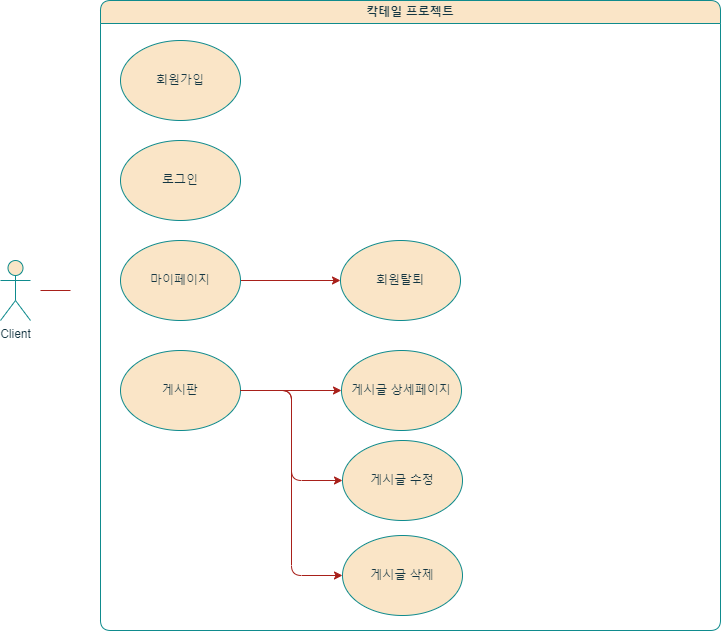 칵테일 프로젝트
회원가입
로그인
마이페이지
회원탈퇴
Client
게시판
게시글 상세페이지
게시글 수정
게시글 삭제